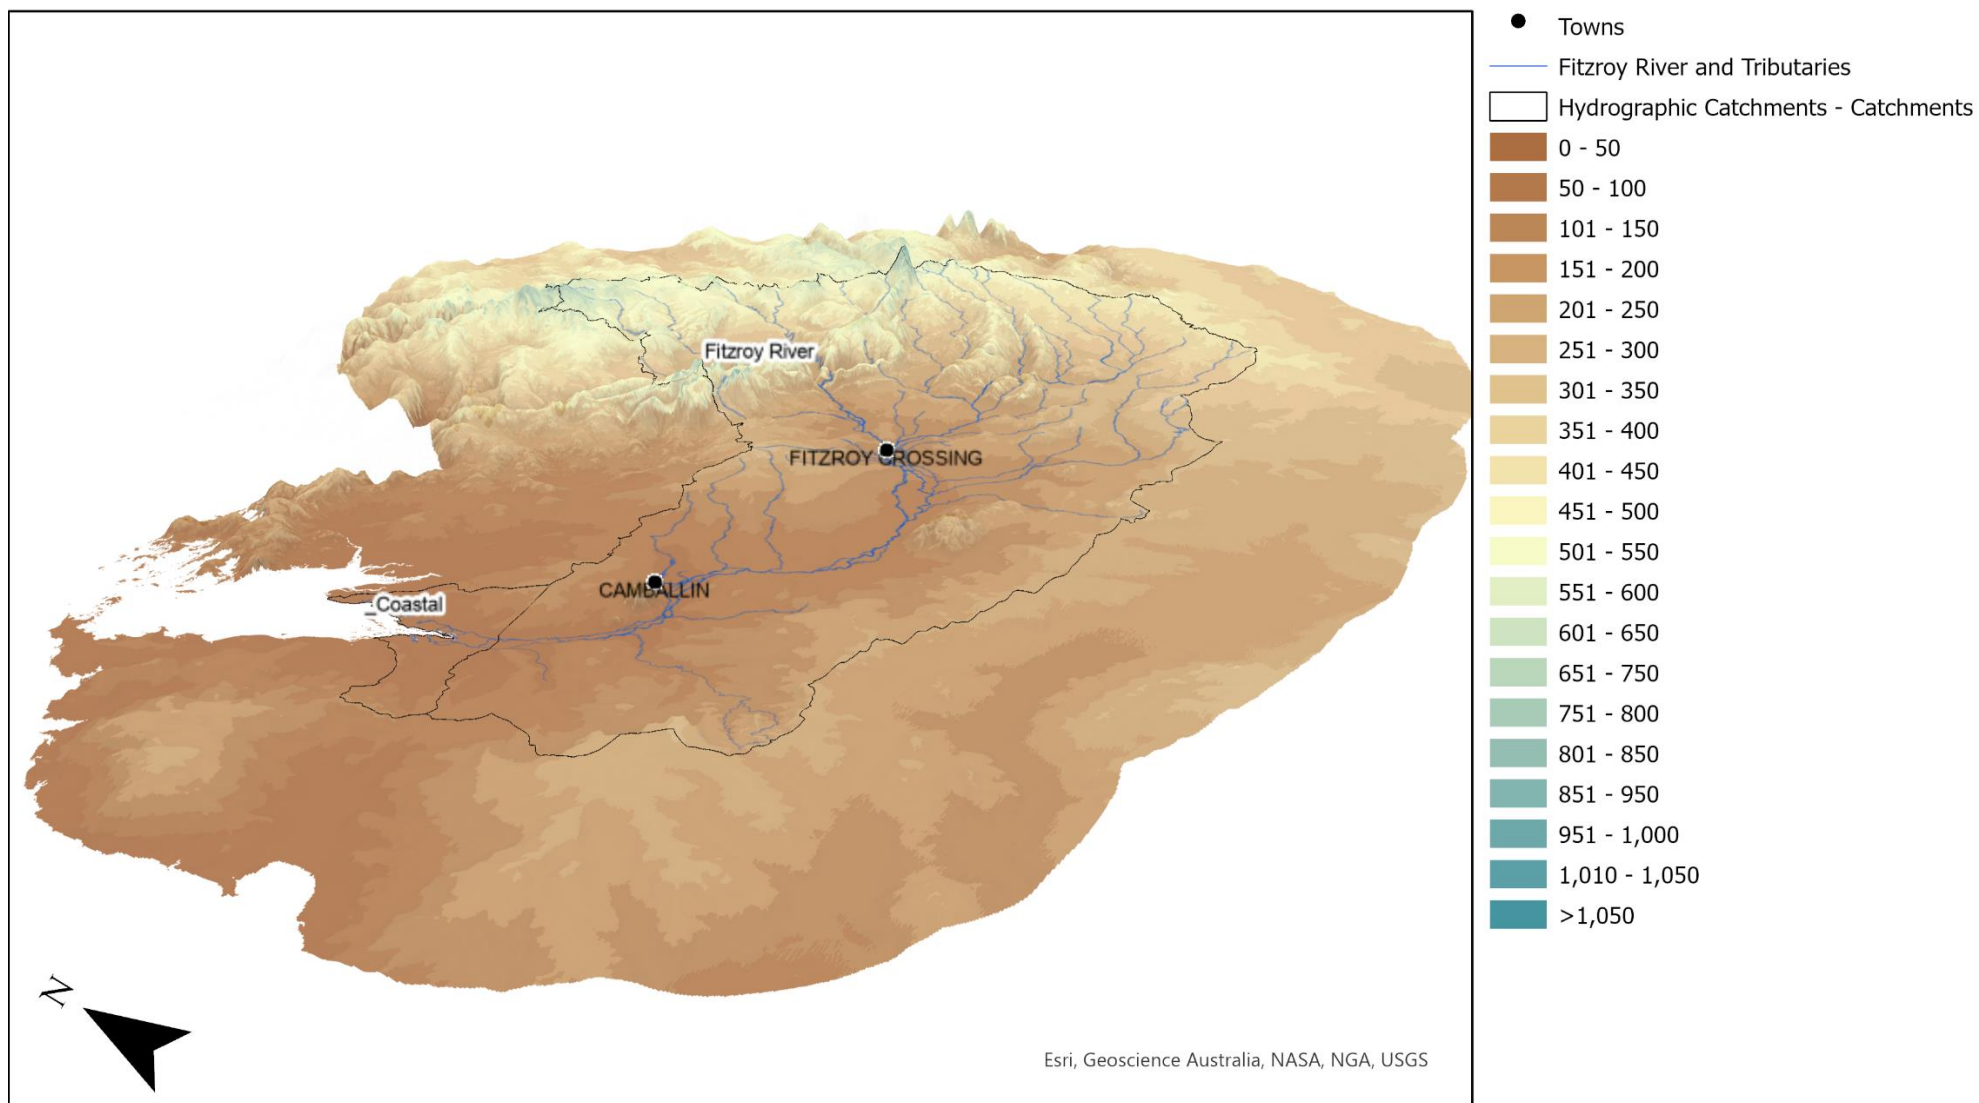 Towns
Fitzroy River and Tributaries
Hydrographic Catchments - Catchments
0 - 50
50 - 100
101 - 150
151 - 200
201 - 250
251 - 300
301 - 350
351 - 400
401 - 450
451 - 500
501 - 550
551 - 600
601 - 650
651 - 750
751 - 800
801 - 850
851 - 950
951 - 1,000
1,010 - 1,050
>1,050
Fitzroy River
FITZROY CROSSING
CAMBALLIN
_Coastal
N
Esri, Geoscience Australia, NASA, NGA, USGS